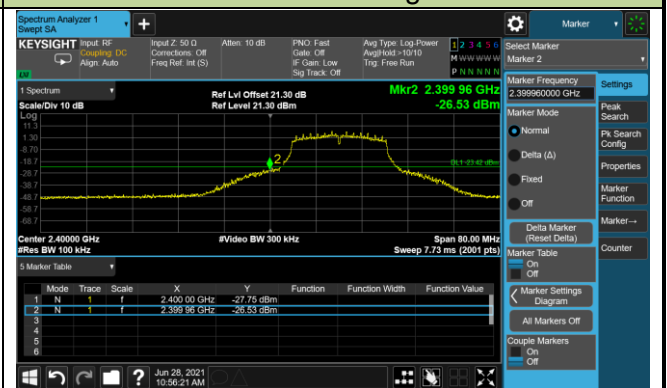 Spectrum Analyzer 1
Swept SA
+
Marker
KEYSIGHT
Input: RF
Coupling: DC
Align: Auto
Input Z: 50 Ω
Corrections: Off
Freq Ref: Int (S)
Atten: 10 dB
PNO: Fast
Gate: Off
IF Gain: Low
Sig Track: Off
Avg Type: Log-Power
Avg|Hold:>10/10
Trig: Free Run
1 2 3 4 5 6
M W W W W W
P N N N N N
Select Marker
Marker 2
1 Spectrum
Scale/Div 10 dB
Log
Ref Lvl Offset 21.30 dB
Ref Level 21.30 dBm
Mkr2 2.399 96 GHz
-26.53 dBm
11.3
1.30
-8.70
-18.7
-28.7
-38.7
-48.7
-58.7
-68.7
2
DL1 -23.42 dBm
Center 2.40000 GHz
#Res BW 100 kHz
#Video BW 300 kHz
Span 80.00 MHz
Sweep 7.73 ms (2001 pts)
5 Marker Table
Mode Trace Scale X Y Function Function Width Function Value
1 N 1 f 2.400 00 GHz -27.75 dBm
2 N 1 f 2.399 96 GHz -26.53 dBm
3
4
5
6
Marker Frequency
2.399960000 GHz
Marker Mode
Normal
Delta (Δ)
Fixed
Off
Delta Marker
(Reset Delta)
Marker Table
On
Off
Marker Settings
Diagram
All Markers Off
Couple Markers
On
Off
Settings
Peak
Search
Pk Search
Config
Properties
Marker
Function
Marker→
Counter
?
Jun 28, 2021
10:56:21 AM